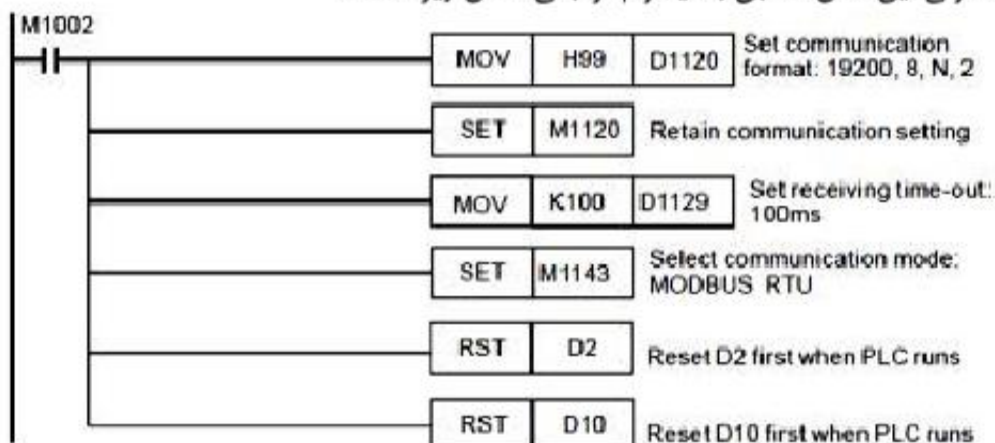 M1002
MOV H99 D1120 Set communication
format: 19200, 8, N, 2
SET M1120 Retain communication setting
MOV K100 D1129 Set receiving time-out:
100ms
SET M1143 Select communication mode:
MODBUS RTU
RST D2 Reset D2 first when PLC runs
RST D10 Reset D10 first when PLC runs